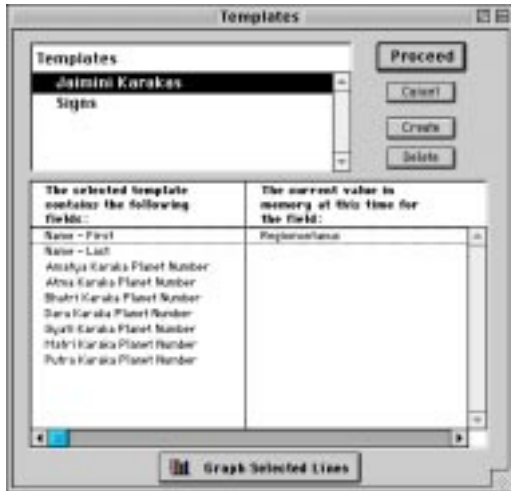 Templates
Templates
Jaimini Karakas
Signs
Proceed
Cancel
Create
Delete
The selected template
contains the following
fields:
The current value in
memory at this time for
the field:
Name - First
Regiomontanus
Name - Last
Amatya Karaka Planet Number
Atma Karaka Planet Number
Bhatri Karaka Planet Number
Dara Karaka Planet Number
Gyati Karaka Planet Number
Matri Karaka Planet Number
Putra Karaka Planet Number
Graph Selected Lines